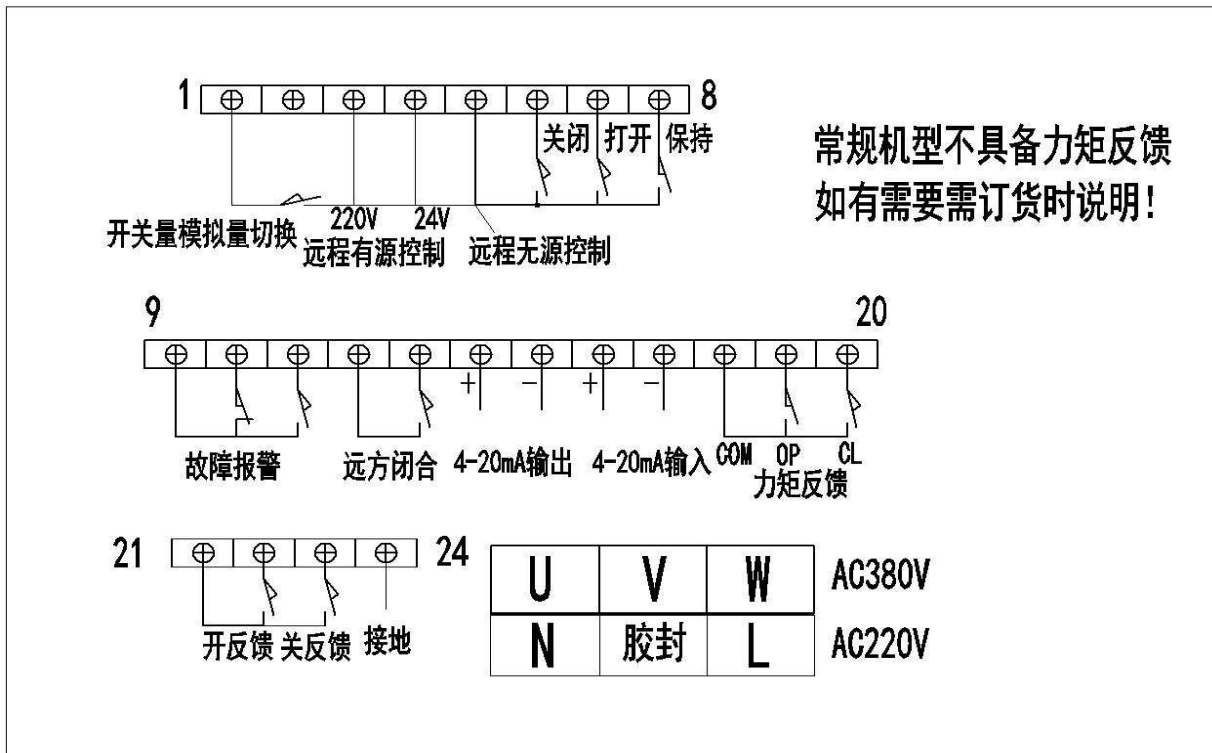 1
8
关闭 打开 保持
常规机型不具备力矩反馈
如有需要需订货时说明！
220V 24V
开关量模拟量切换
远程有源控制 远程无源控制
9
20
+ − + −
故障报警 远方闭合 4-20mA输出 4-20mA输入 COM OP CL
力矩反馈
21
24
U V W AC380V
N 胶封 L AC220V
开反馈 关反馈 接地